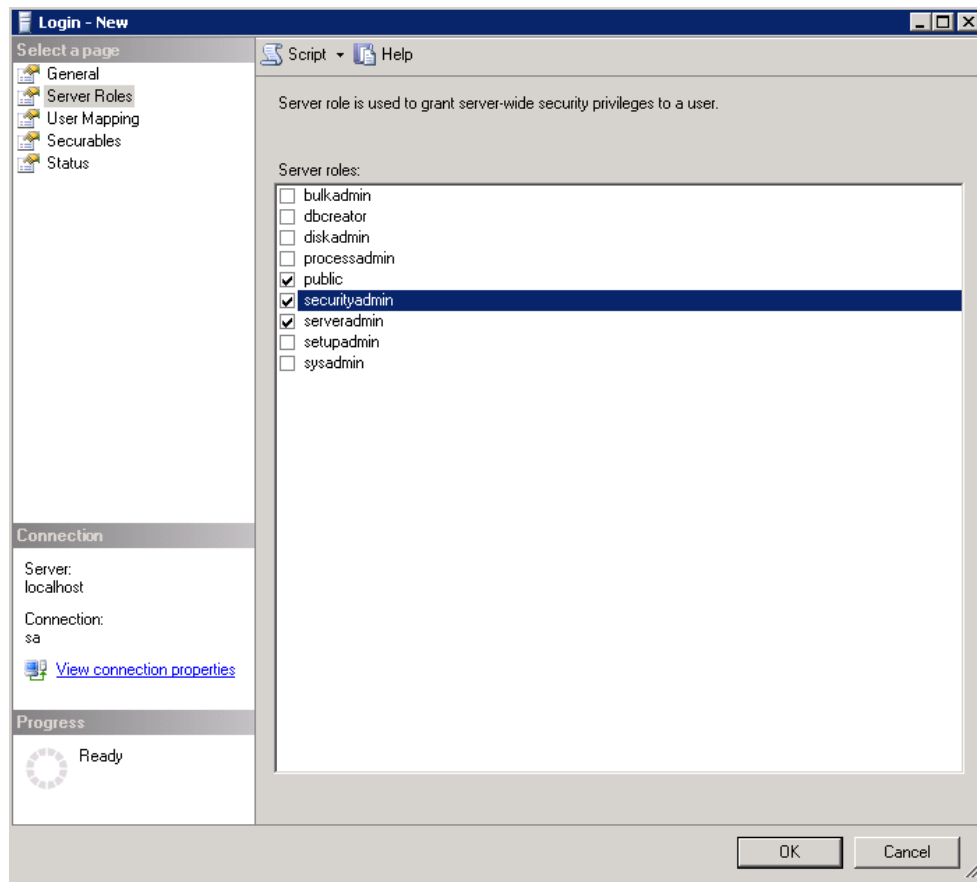 Login - New
Select a page
General
Server Roles
User Mapping
Securables
Status
Script Help
Server role is used to grant server-wide security privileges to a user.
Server roles:
bulkadmin
dbcreator
diskadmin
processadmin
public
securityadmin
serveradmin
setupadmin
sysadmin
Connection
Server:
localhost
Connection:
sa
View connection properties
Progress
Ready
OK Cancel